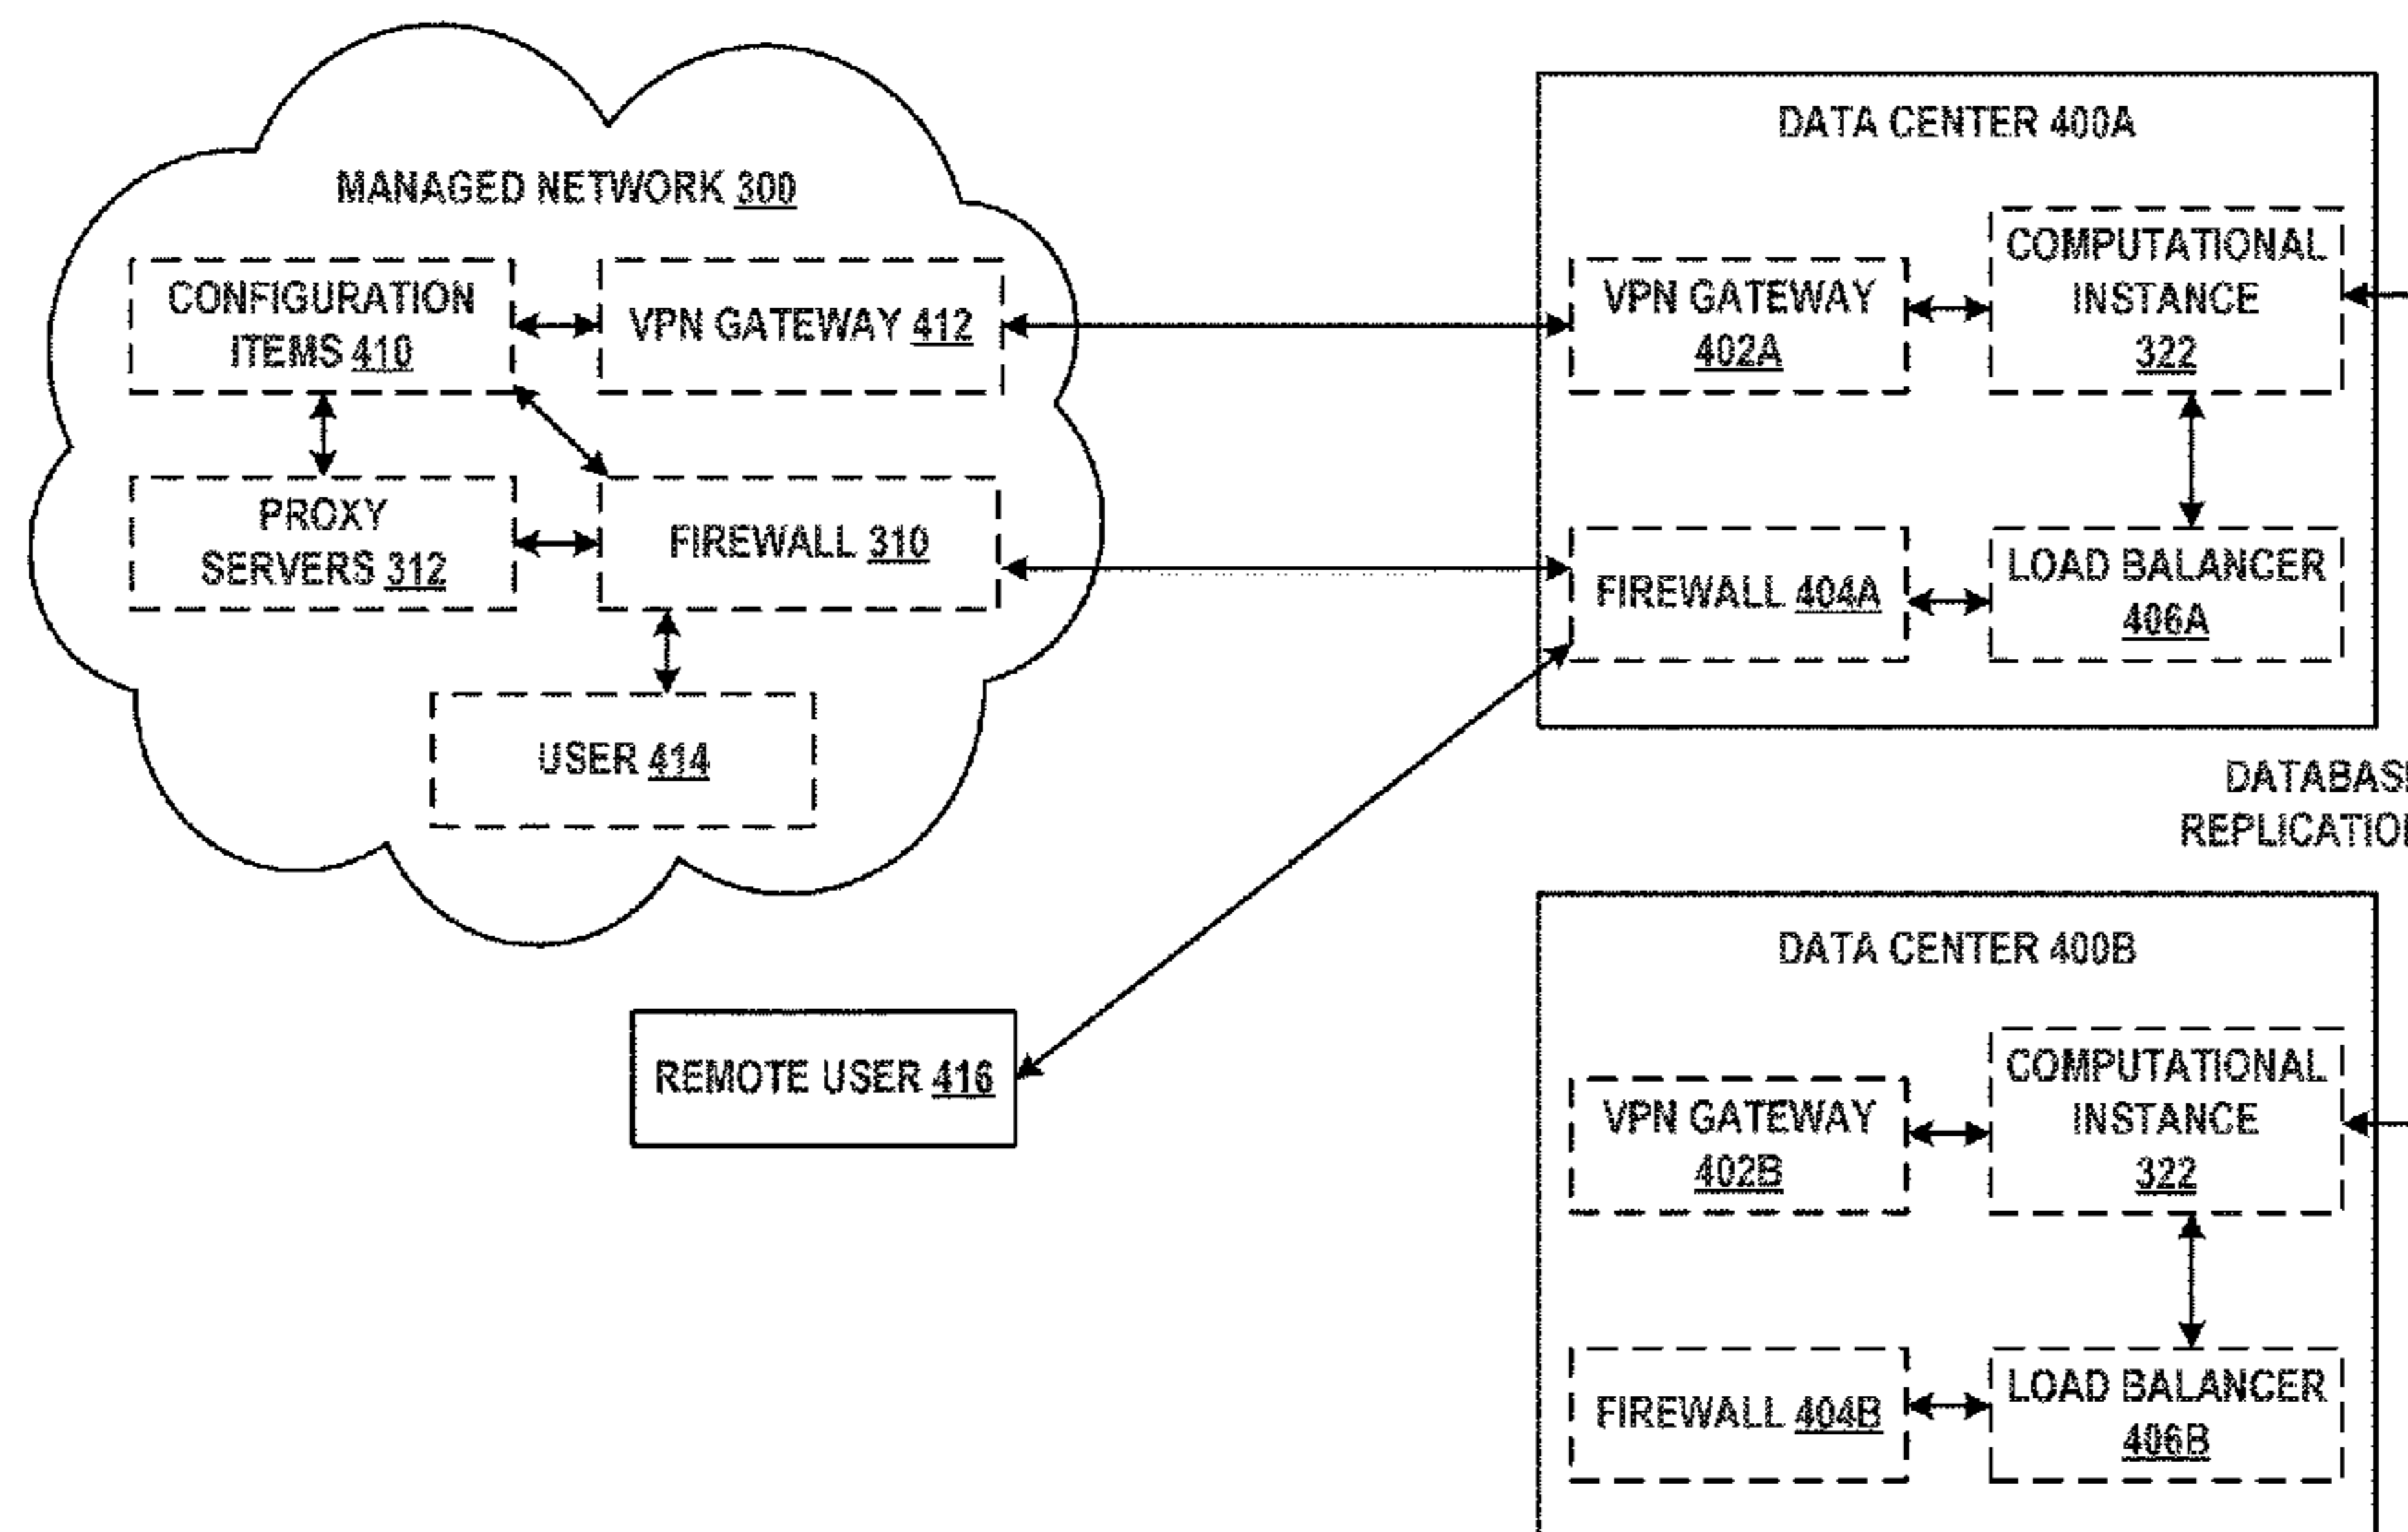 MANAGED NETWORK 300
CONFIGURATION
ITEMS 410
VPN GATEWAY 412
PROXY
SERVERS 312
FIREWALL 310
USER 414
REMOTE USER 416
DATA CENTER 400A
VPN GATEWAY
402A
COMPUTATIONAL
INSTANCE
322
FIREWALL 404A
LOAD BALANCER
406A
DATABAS
REPLICATIO
DATA CENTER 400B
VPN GATEWAY
402B
COMPUTATIONAL
INSTANCE
322
FIREWALL 404B
LOAD BALANCER
406B